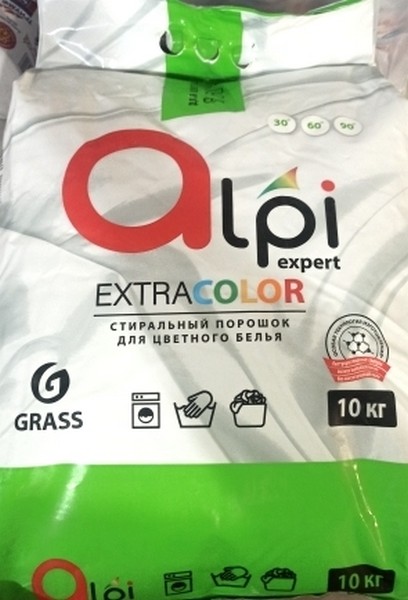 30° 60° 90°
alpi
expert
EXTRACOLOR
СТИРАЛЬНЫЙ ПОРОШОК
ДЛЯ ЦВЕТНОГО БЕЛЬЯ
GRASS
10 КГ
alpi
10 КГ